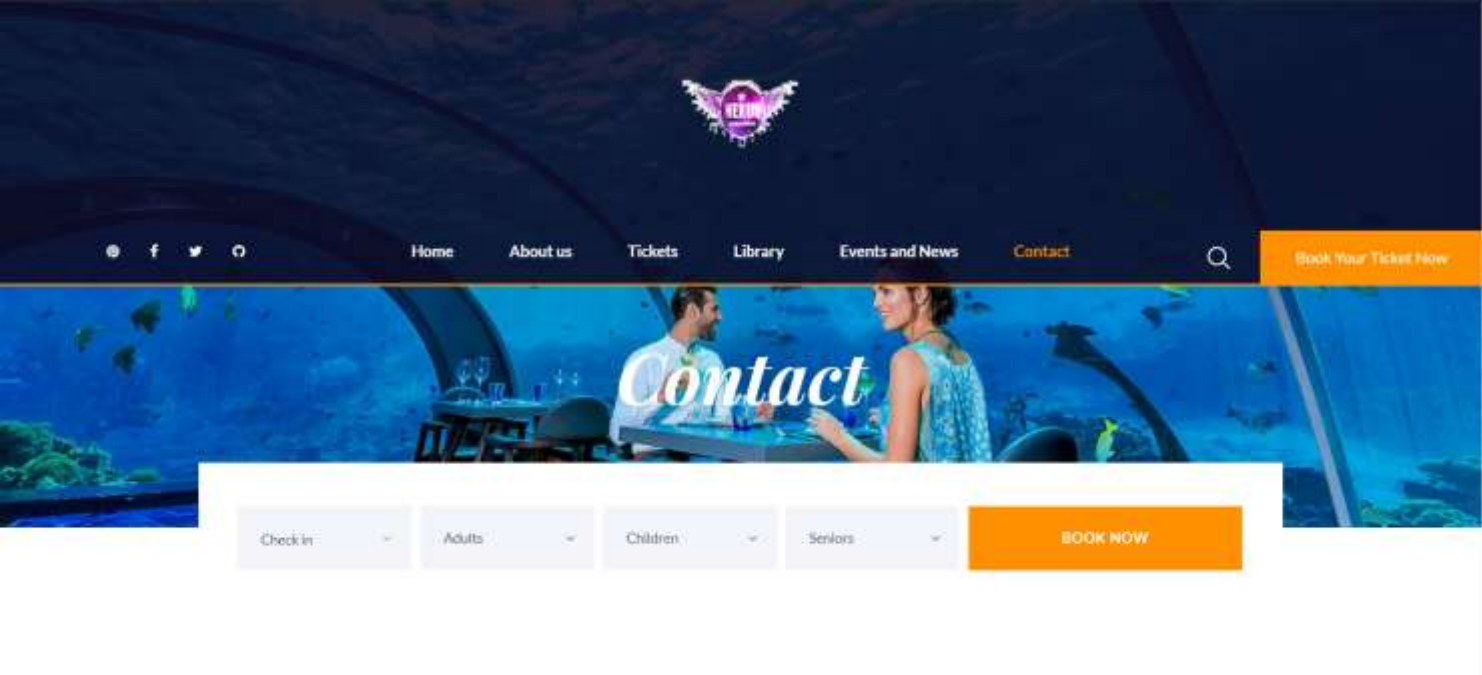 Home
About us
Tickets
Library
Events and News
Contact
Book Your Ticket Now
Contact
Check in
Adults
Children
Seniors
BOOK NOW